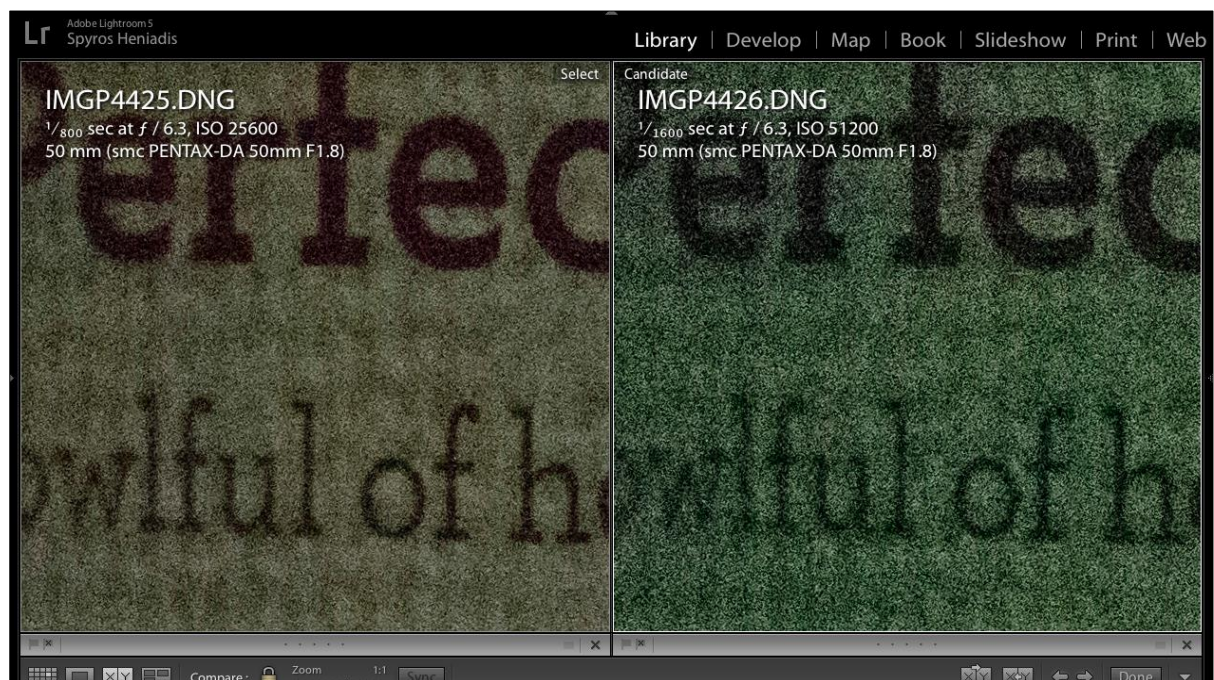 Lr
Adobe Lightroom 5
Spyros Heniadis
Library | Develop | Map | Book | Slideshow | Print | Web
Select
IMGP4425.DNG
1/800 sec at ƒ / 6.3, ISO 25600
50 mm (smc PENTAX-DA 50mm F1.8)
erfec
owlful of h
Candidate
IMGP4426.DNG
1/1600 sec at ƒ / 6.3, ISO 51200
50 mm (smc PENTAX-DA 50mm F1.8)
erfec
wlful of h
Compare : Zoom 1:1 Sync Done